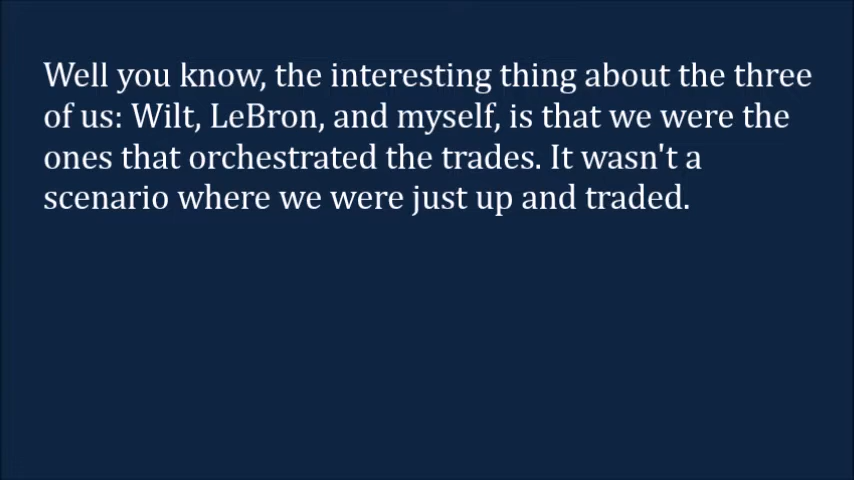 Well you know, the interesting thing about the three
of us: Wilt, LeBron, and myself, is that we were the
ones that orchestrated the trades. It wasn't a
scenario where we were just up and traded.